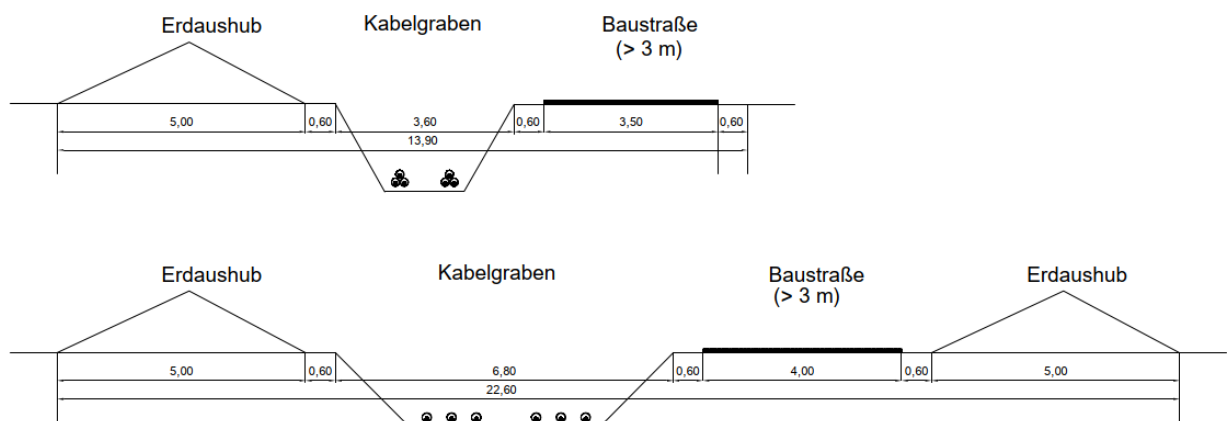 Erdaushub Kabelgraben Baustraße
(> 3 m)
5,00 0,60 3,60 0,60 3,50 0,60
13,90
Erdaushub Kabelgraben Baustraße Erdaushub
(> 3 m)
5,00 0,60 6,80 0,60 4,00 0,60 5,00
22,60